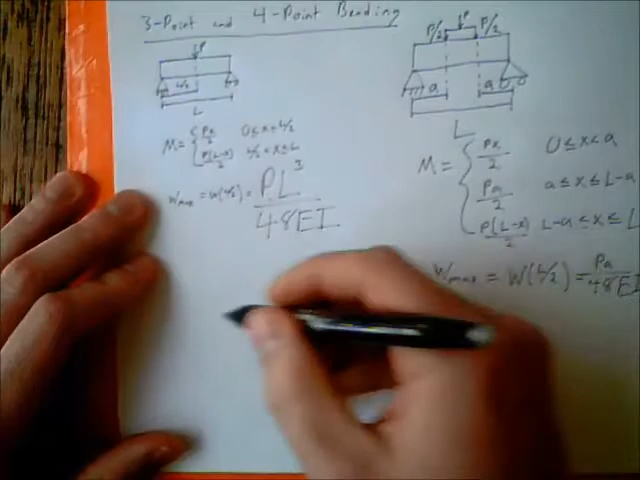 3-Point and 4-Point Bending
P
L/2
L
M = { Px/2 0≤x≤L/2
P(L-x)/2 L/2≤x≤L
Wmax = W(L/2) = PL³/48EI
P/2 P P/2
a a
L
M = { Px/2 0≤x<a
Pa/2 a≤x≤L-a
P(L-x)/2 L-a≤x≤L
Wmax = W(L/2) = Pa/48EI